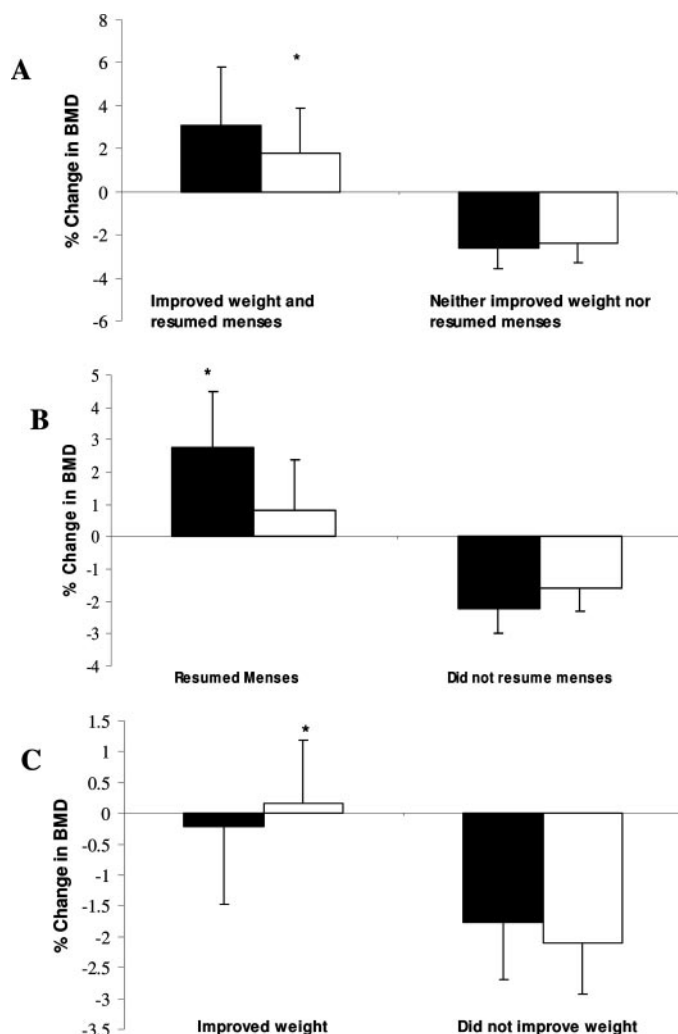 A
% Change in BMD
8
6
4
2
0
-2
-4
-6
*
Improved weight and
resumed menses
Neither improved weight nor
resumed menses
B
% Change in BMD
5
4
3
2
1
0
-1
-2
-3
-4
*
Resumed Menses
Did not resume menses
C
% Change in BMD
1.5
1
0.5
0
-0.5
-1
-1.5
-2
-2.5
-3
-3.5
*
Improved weight
Did not improve weight